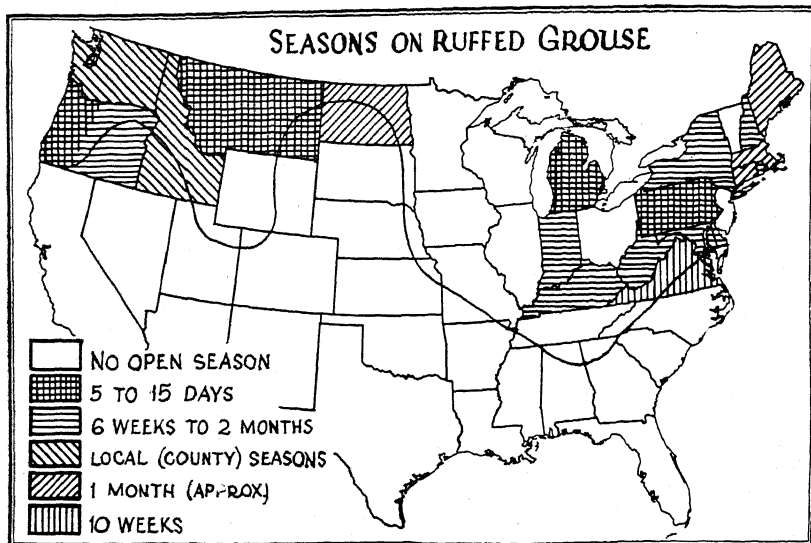 SEASONS ON RUFFED GROUSE
NO OPEN SEASON
5 TO 15 DAYS
6 WEEKS TO 2 MONTHS
LOCAL (COUNTY) SEASONS
1 MONTH (APPROX)
10 WEEKS